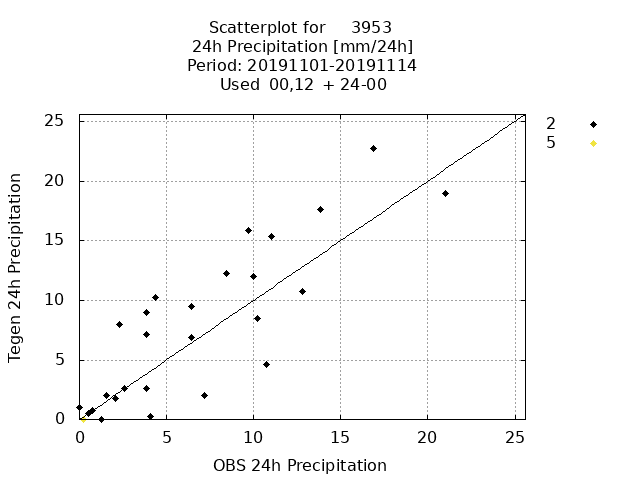 Scatterplot for 3953
24h Precipitation [mm/24h]
Period: 20191101-20191114
Used 00,12 + 24-00
2
5
25
20
15
10
5
0
Tegen 24h Precipitation
0 5 10 15 20 25
OBS 24h Precipitation